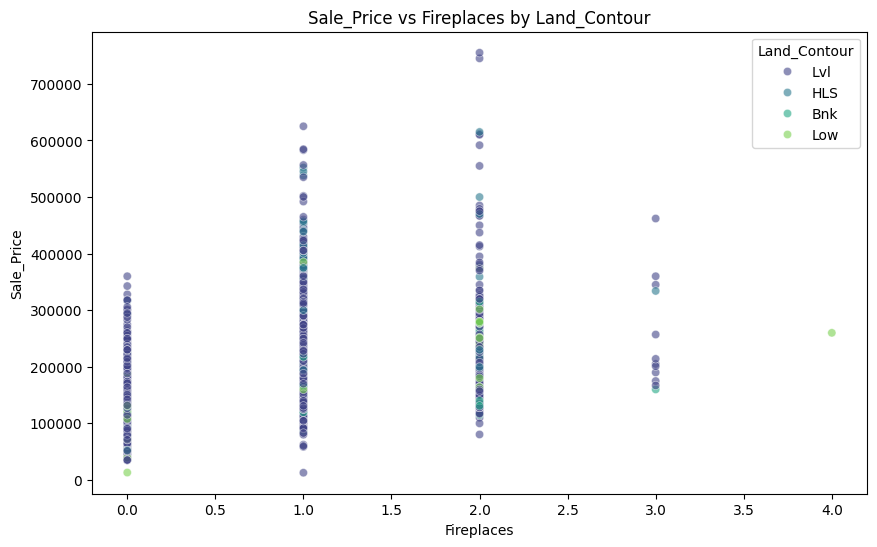 Sale_Price vs Fireplaces by Land_Contour
Land_Contour
Lvl
HLS
Bnk
Low
700000
600000
500000
400000
300000
200000
100000
0
Sale_Price
0.0 0.5 1.0 1.5 2.0 2.5 3.0 3.5 4.0
Fireplaces